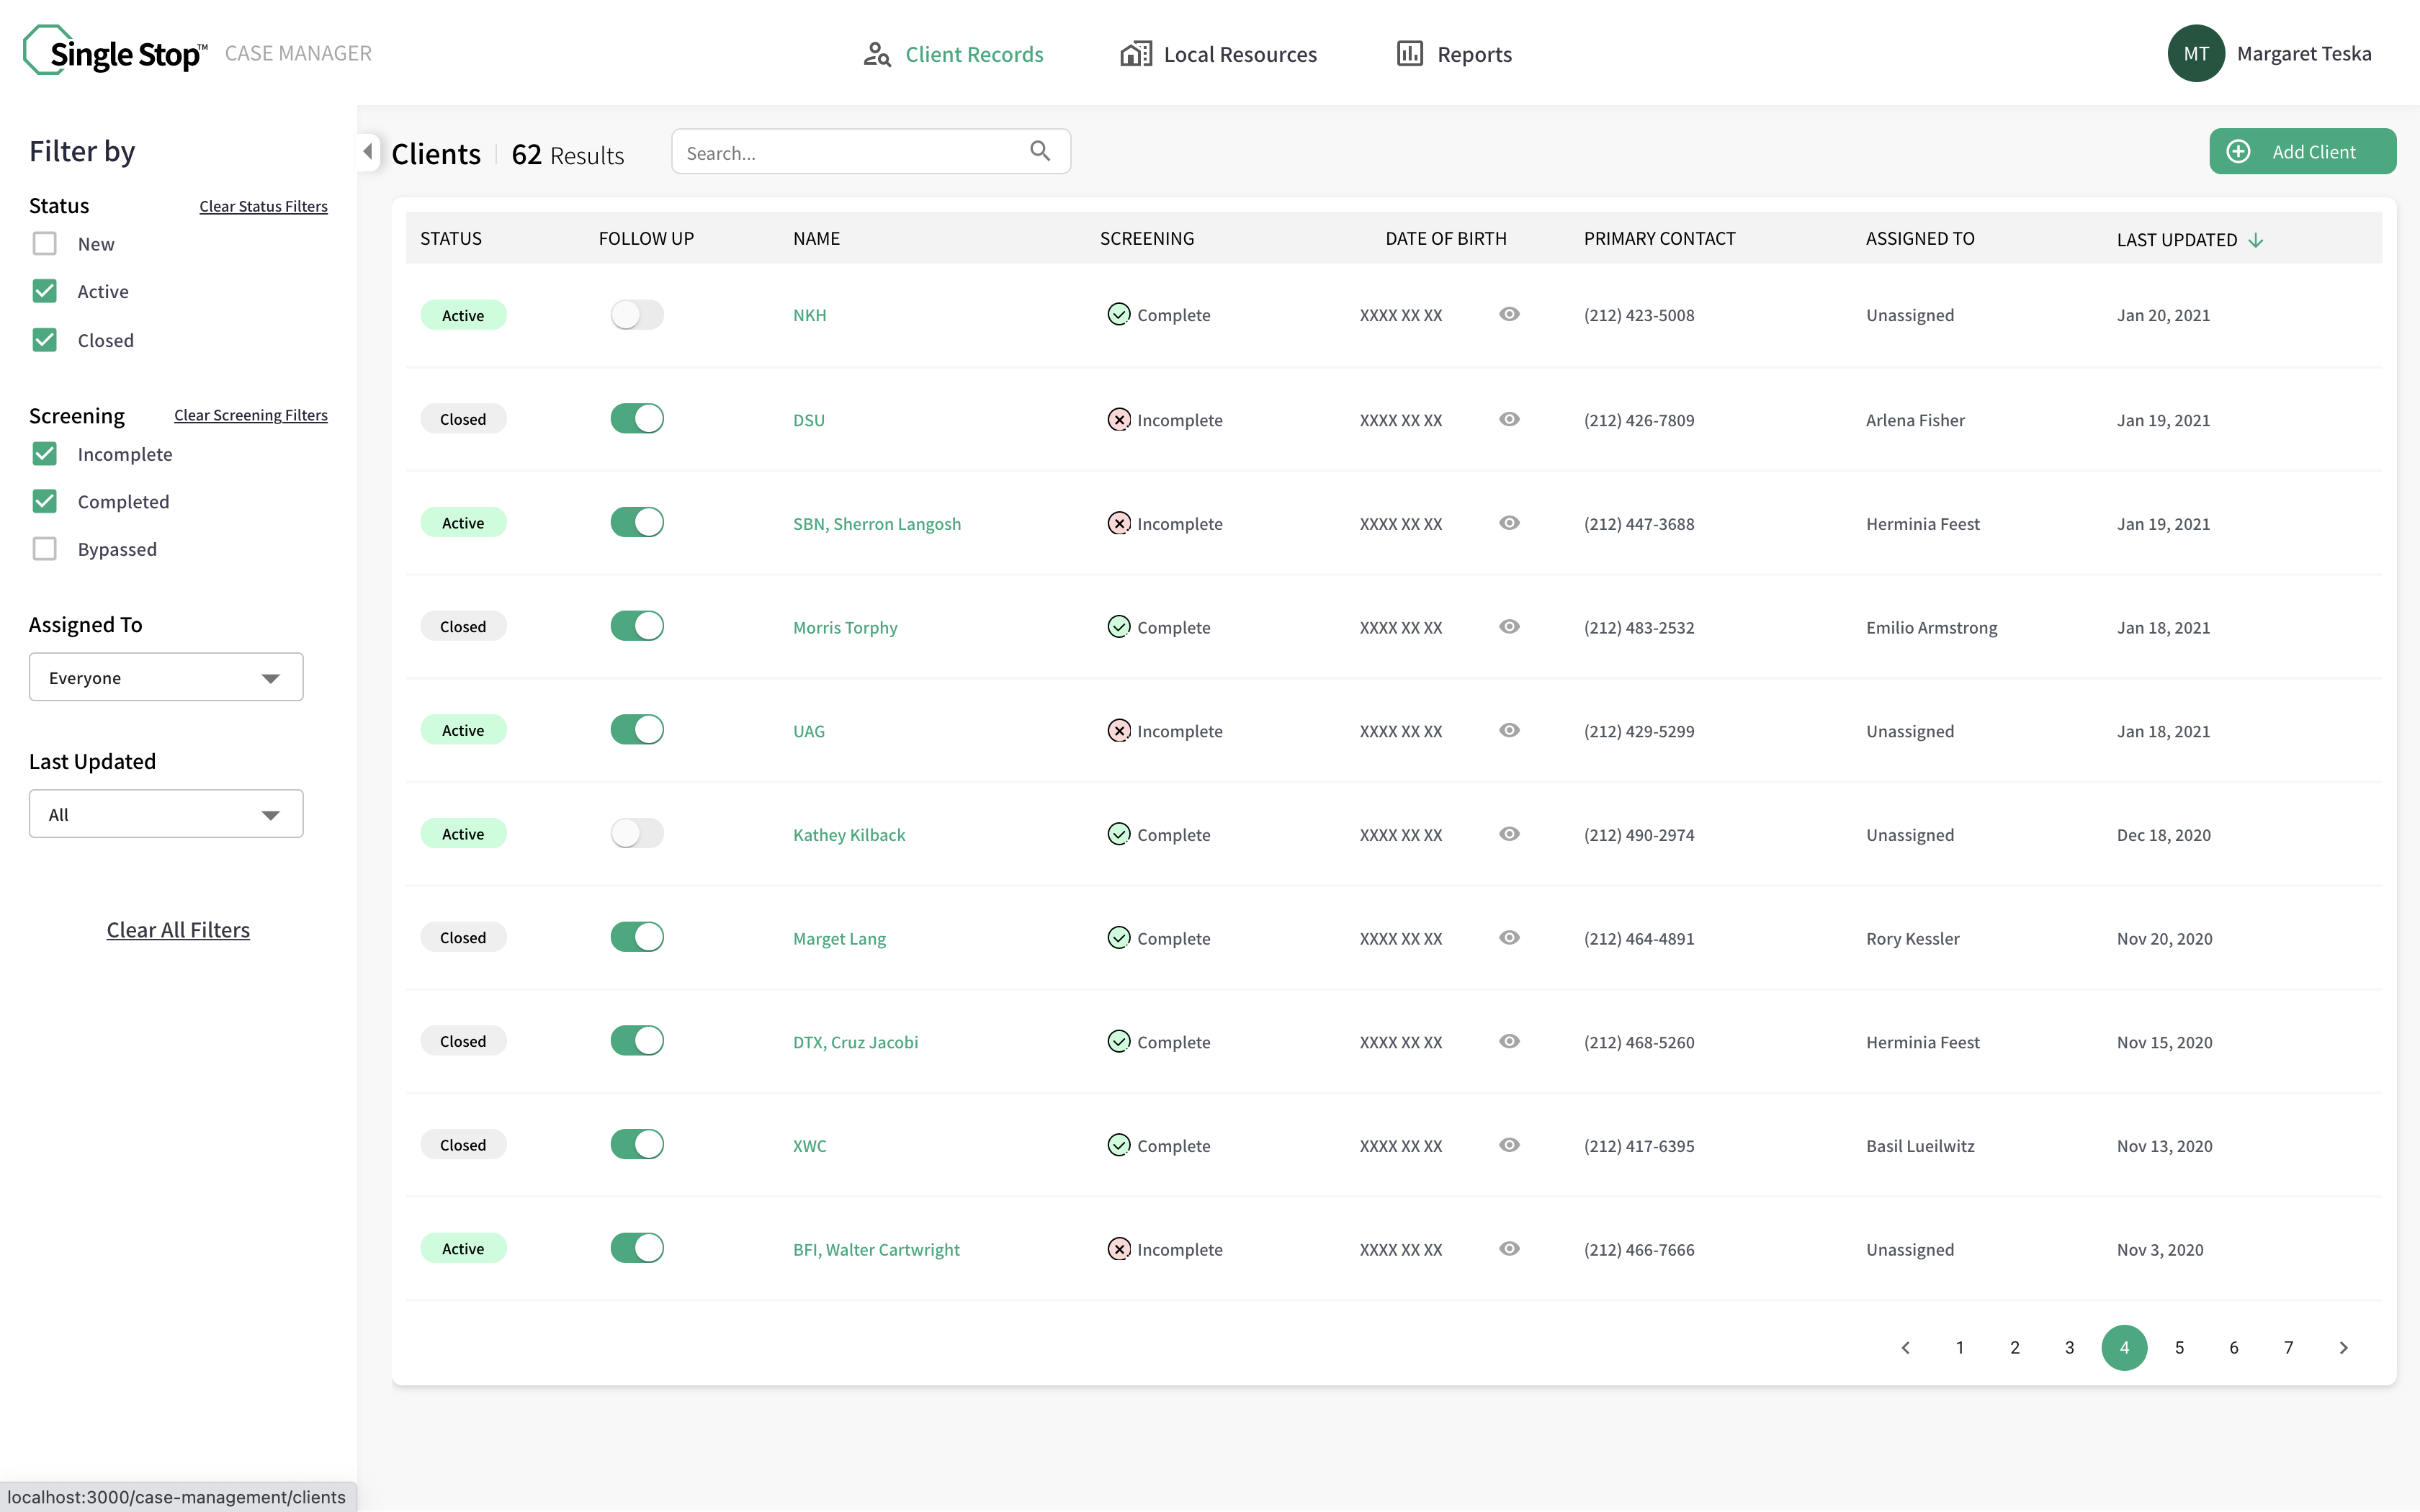 Single Stop™ CASE MANAGER
Client Records
Local Resources
Reports
MT Margaret Teska
Filter by
Status Clear Status Filters
New
Active
Closed
Screening Clear Screening Filters
Incomplete
Completed
Bypassed
Assigned To
Everyone
Last Updated
All
Clear All Filters
Clients 62 Results
Search...
Add Client
STATUS FOLLOW UP NAME SCREENING DATE OF BIRTH PRIMARY CONTACT ASSIGNED TO LAST UPDATED
Active NKH Complete XXXX XX XX (212) 423-5008 Unassigned Jan 20, 2021
Closed DSU Incomplete XXXX XX XX (212) 426-7809 Arlena Fisher Jan 19, 2021
Active SBN, Sherron Langosh Incomplete XXXX XX XX (212) 447-3688 Herminia Feest Jan 19, 2021
Closed Morris Torphy Complete XXXX XX XX (212) 483-2532 Emilio Armstrong Jan 18, 2021
Active UAG Incomplete XXXX XX XX (212) 429-5299 Unassigned Jan 18, 2021
Active Kathey Kilback Complete XXXX XX XX (212) 490-2974 Unassigned Dec 18, 2020
Closed Marget Lang Complete XXXX XX XX (212) 464-4891 Rory Kessler Nov 20, 2020
Closed DTX, Cruz Jacobi Complete XXXX XX XX (212) 468-5260 Herminia Feest Nov 15, 2020
Closed XWC Complete XXXX XX XX (212) 417-6395 Basil Lueilwitz Nov 13, 2020
Active BFI, Walter Cartwright Incomplete XXXX XX XX (212) 466-7666 Unassigned Nov 3, 2020
1 2 3 4 5 6 7
localhost:3000/case-management/clients